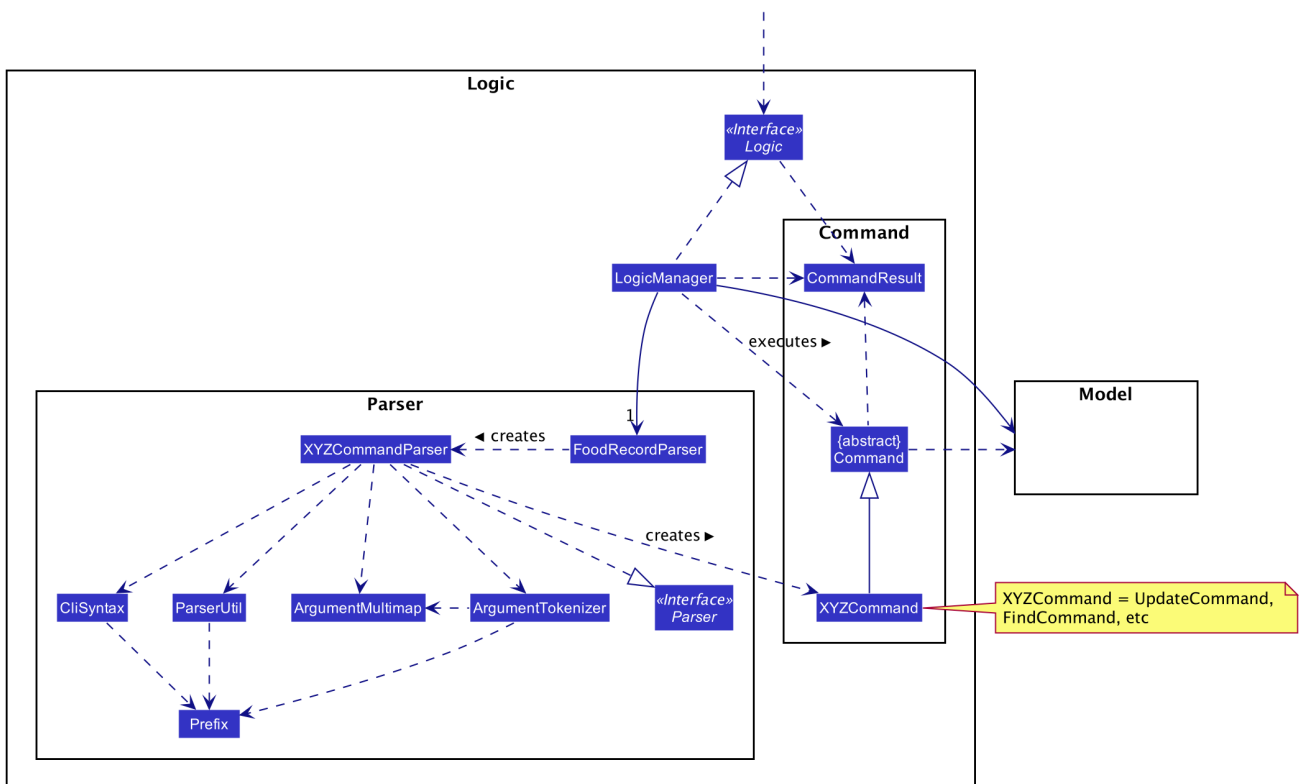 Logic
«Interface»
Logic
Command
LogicManager
CommandResult
executes ►
Model
Parser
1
◄ creates
XYZCommandParser
FoodRecordParser
{abstract}
Command
creates ►
CliSyntax
ParserUtil
ArgumentMultimap
ArgumentTokenizer
«Interface»
Parser
XYZCommand
XYZCommand = UpdateCommand,
FindCommand, etc
Prefix